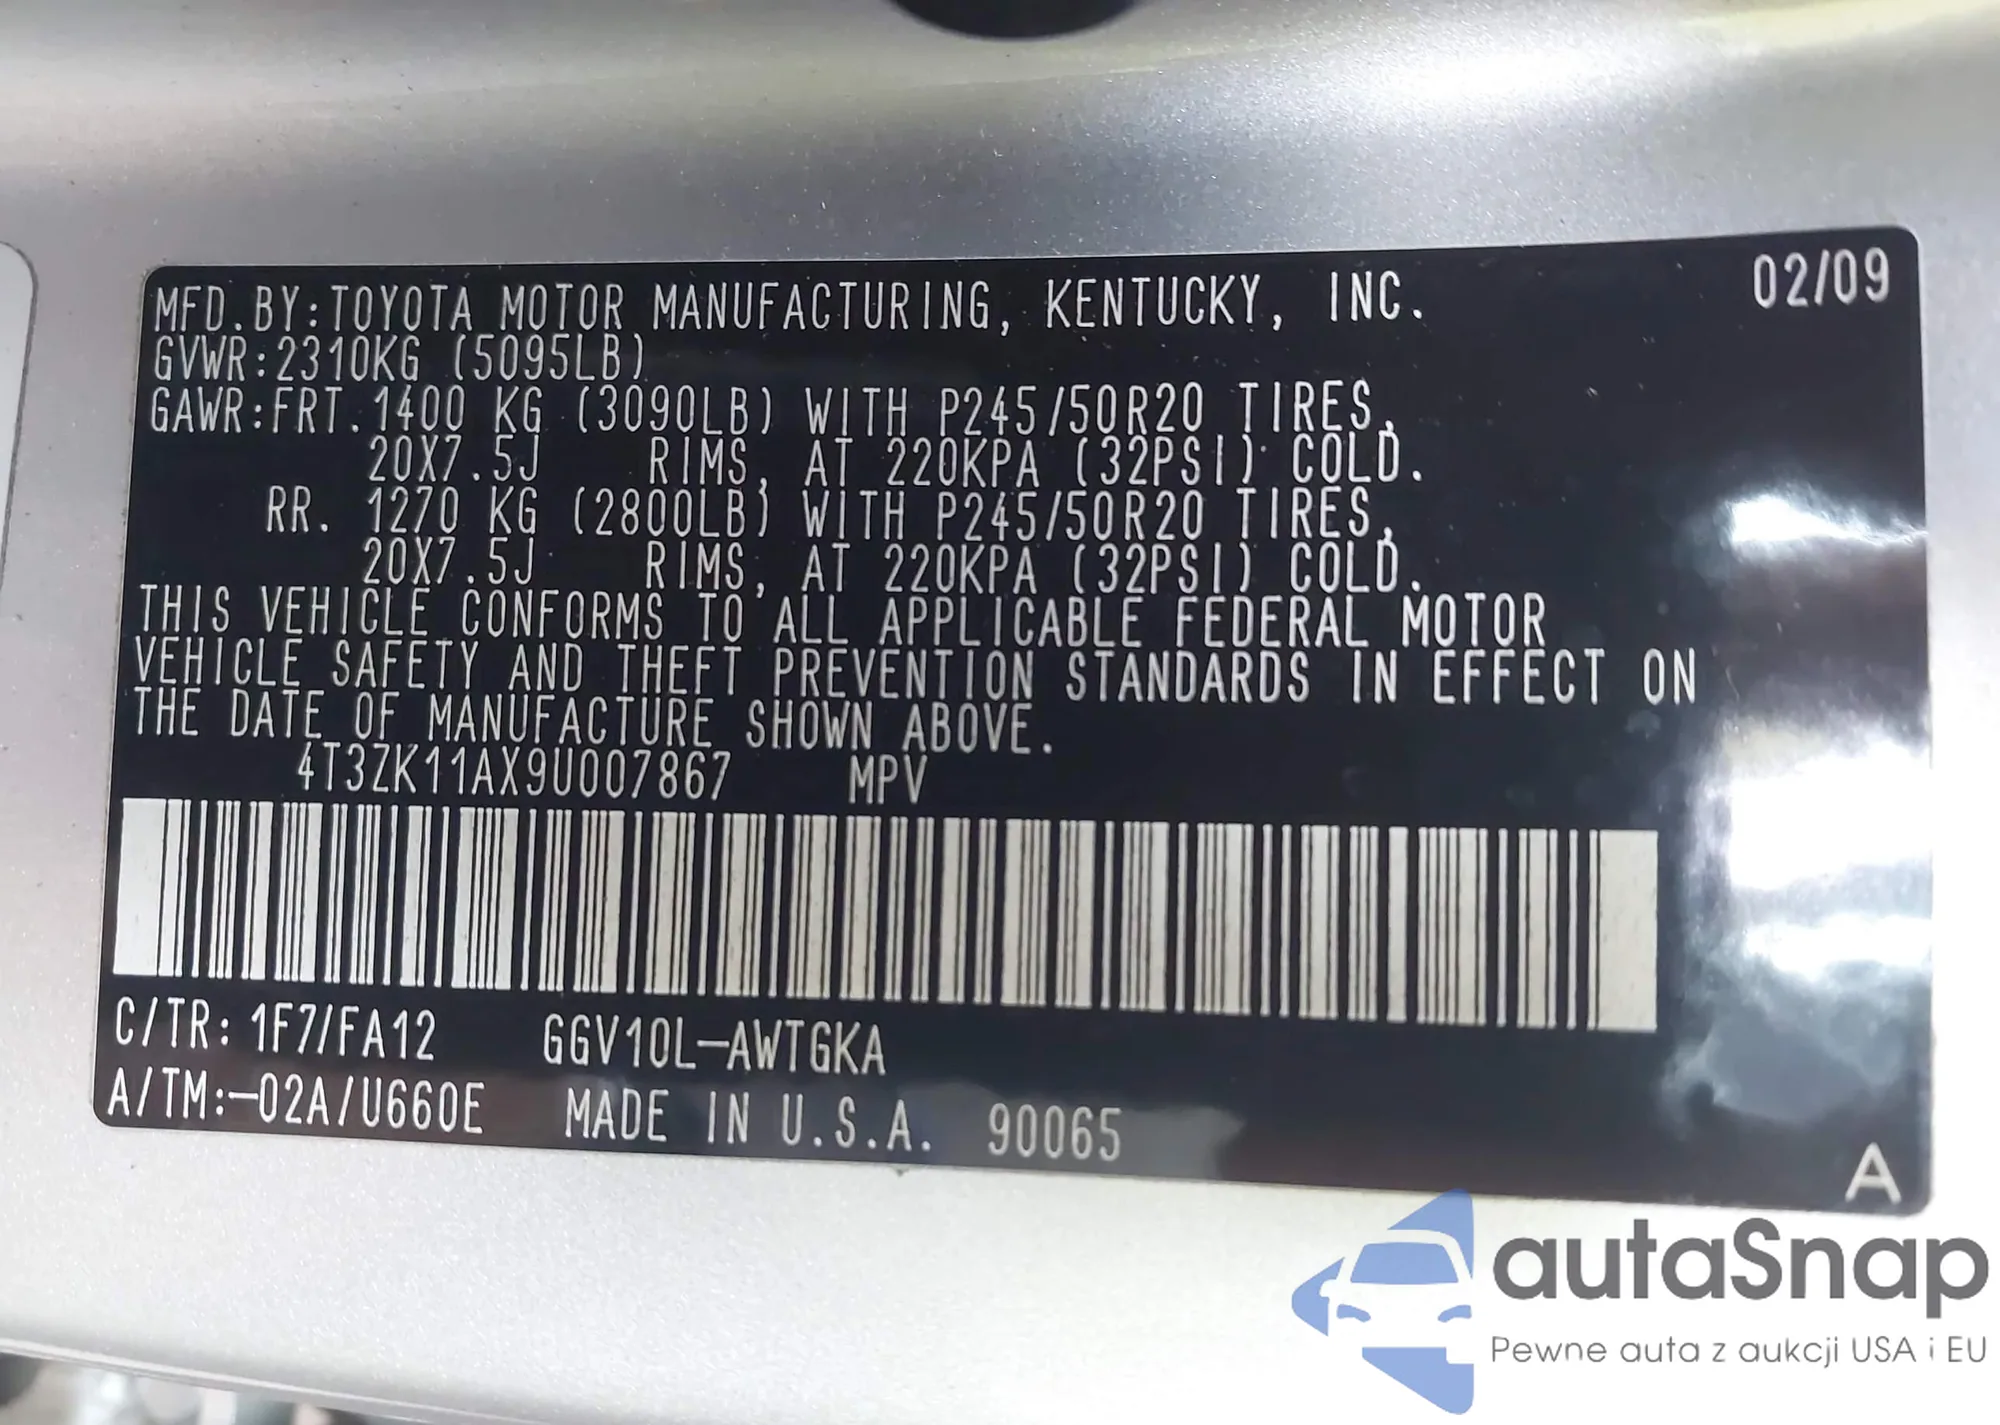 02/09
MFD.BY:TOYOTA MOTOR MANUFACTURING, KENTUCKY, INC.
GVWR:2310KG (5095LB)
GAWR:FRT.1400 KG (3090LB) WITH P245/50R20 TIRES,
20X7.5J RIMS, AT 220KPA (32PSI) COLD.
RR. 1270 KG (2800LB) WITH P245/50R20 TIRES,
20X7.5J RIMS, AT 220KPA (32PSI) COLD.
THIS VEHICLE CONFORMS TO ALL APPLICABLE FEDERAL MOTOR
VEHICLE SAFETY AND THEFT PREVENTION STANDARDS IN EFFECT ON
THE DATE OF MANUFACTURE SHOWN ABOVE.
4T3ZK11AX9U007867 MPV
C/TR: 1F7/FA12 GGV10L-AWTGKA
A/TM:-02A/U660E MADE IN U.S.A. 90065
A
autaSnap
Pewne auta z aukcji USA i EU